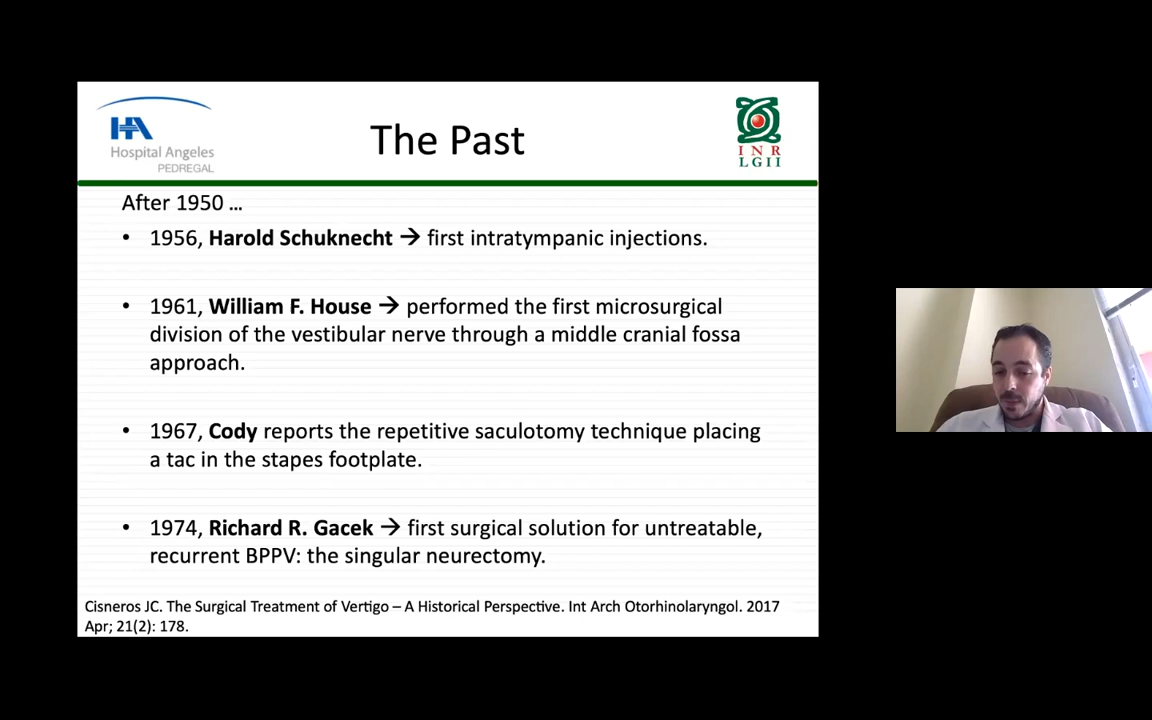 HA
Hospital Angeles
PEDREGAL
The Past
INR
LGII
After 1950 ...
• 1956, Harold Schuknecht → first intratympanic injections.
• 1961, William F. House → performed the first microsurgical
division of the vestibular nerve through a middle cranial fossa
approach.
• 1967, Cody reports the repetitive saculotomy technique placing
a tac in the stapes footplate.
• 1974, Richard R. Gacek → first surgical solution for untreatable,
recurrent BPPV: the singular neurectomy.
Cisneros JC. The Surgical Treatment of Vertigo – A Historical Perspective. Int Arch Otorhinolaryngol. 2017
Apr; 21(2): 178.